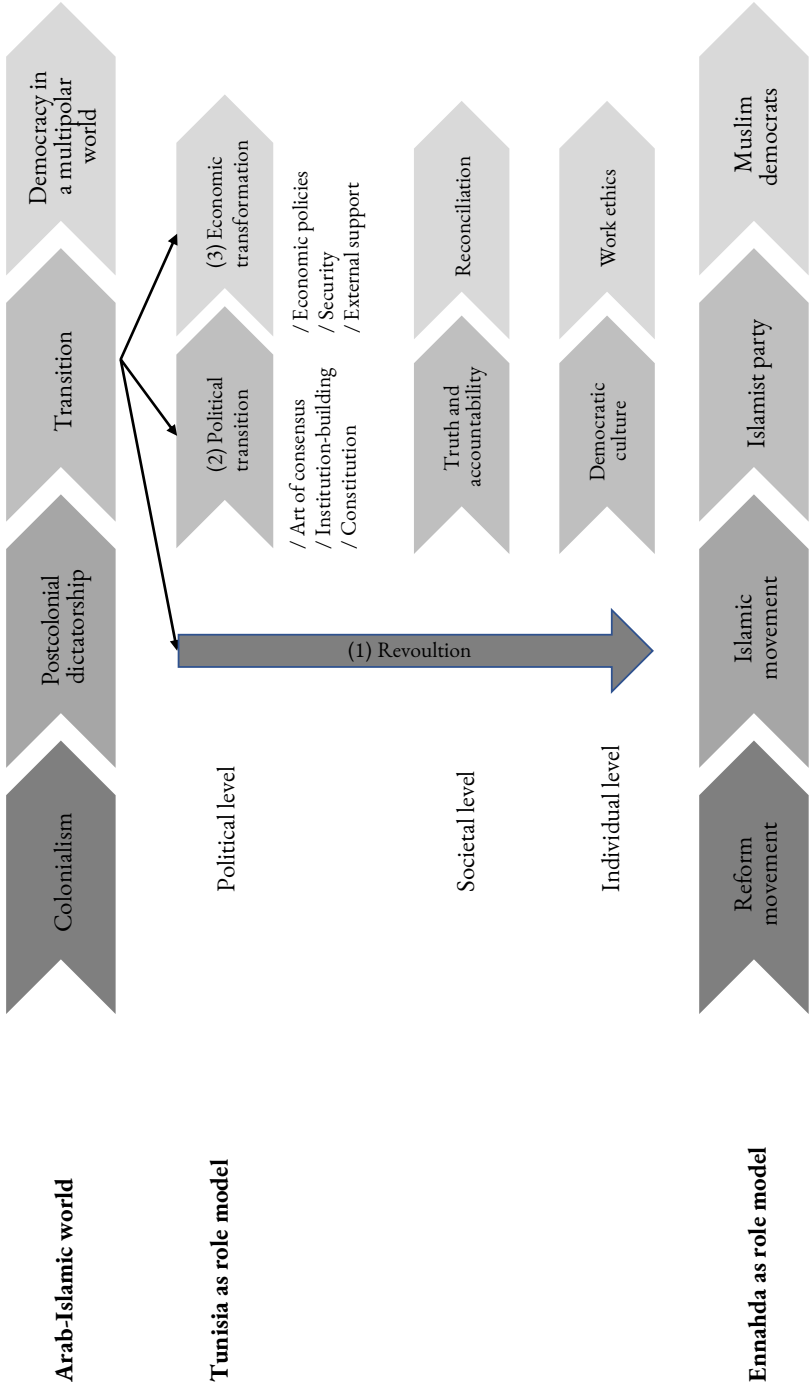 Arab-Islamic world
Colonialism
Postcolonial
dictatorship
Transition
Democracy in
a multipolar
world
Tunisia as role model
Political level
(1) Revoultion
(2) Political
transition
(3) Economic
transformation
/ Art of consensus
/ Institution-building
/ Constitution
/ Economic policies
/ Security
/ External support
Societal level
Truth and
accountability
Reconciliation
Individual level
Democratic
culture
Work ethics
Ennahda as role model
Reform
movement
Islamic
movement
Islamist party
Muslim
democrats